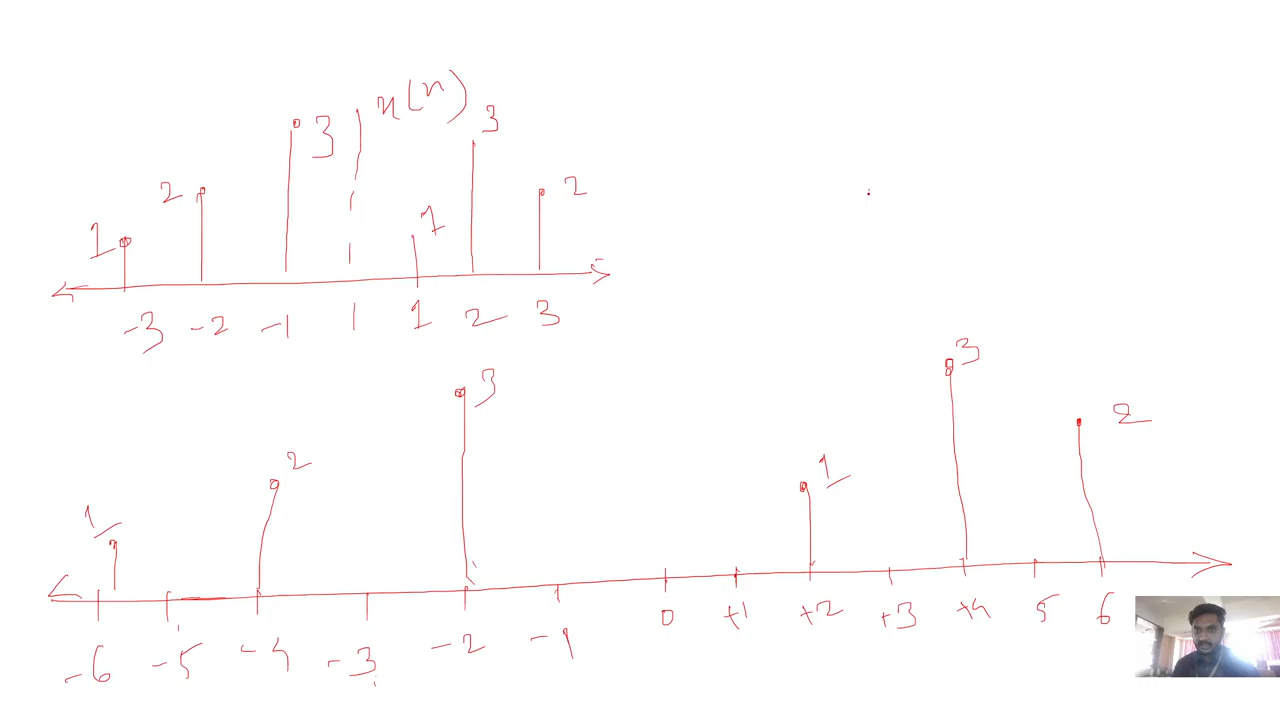 x(n)
3 3
2 2
1 1
-3 -2 -1 1 2 3
3
3 2
2 1
1
0 +1 +2 +3 +4 5 6
-6 -5 -4 -3 -2 -1